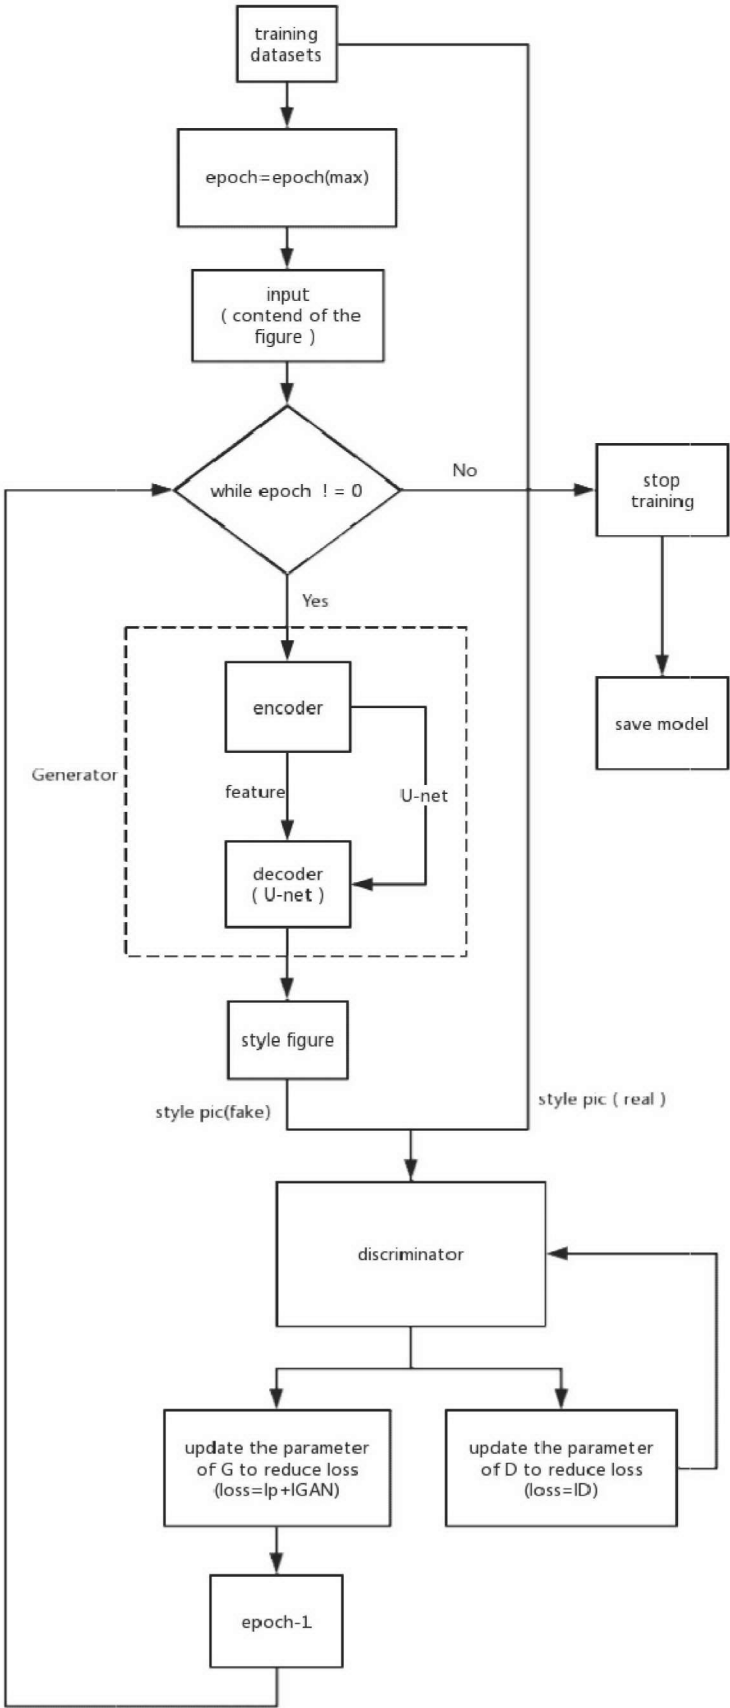 training
datasets
epoch=epoch(max)
input
( contend of the
figure )
while epoch ! = 0
No
stop
training
Yes
encoder
save model
Generator
feature
U-net
decoder
( U-net )
style figure
style pic(fake)
style pic ( real )
discriminator
update the parameter
of G to reduce loss
(loss=lp+lGAN)
update the parameter
of D to reduce loss
(loss=lD)
epoch-1